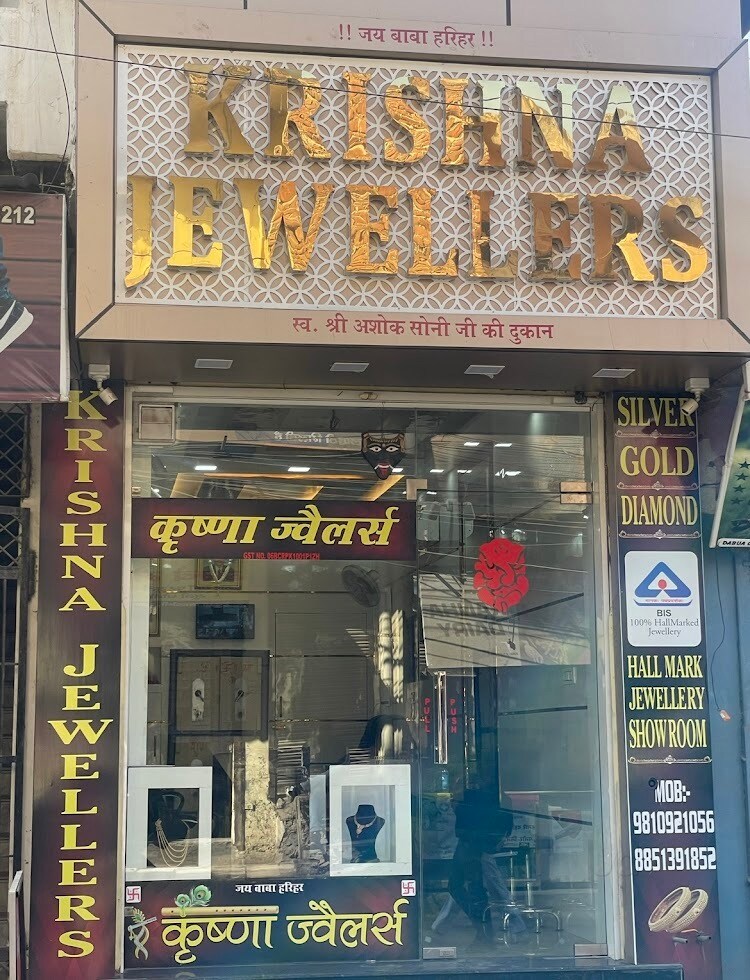 !! जय बाबा हरिहर !!
KRISHNA
JEWELLERS
स्व. श्री अशोक सोनी जी की दुकान
212
KRISHNA JEWELLERS
कृष्णा ज्वैलर्स
PULL
PUSH
जय बाबा हरिहर
कृष्णा ज्वैलर्स
SILVER
GOLD
DIAMOND
BIS
100% HallMarked
Jewellery
HALL MARK
JEWELLERY
SHOWROOM
MOB:-
9810921056
8851391852